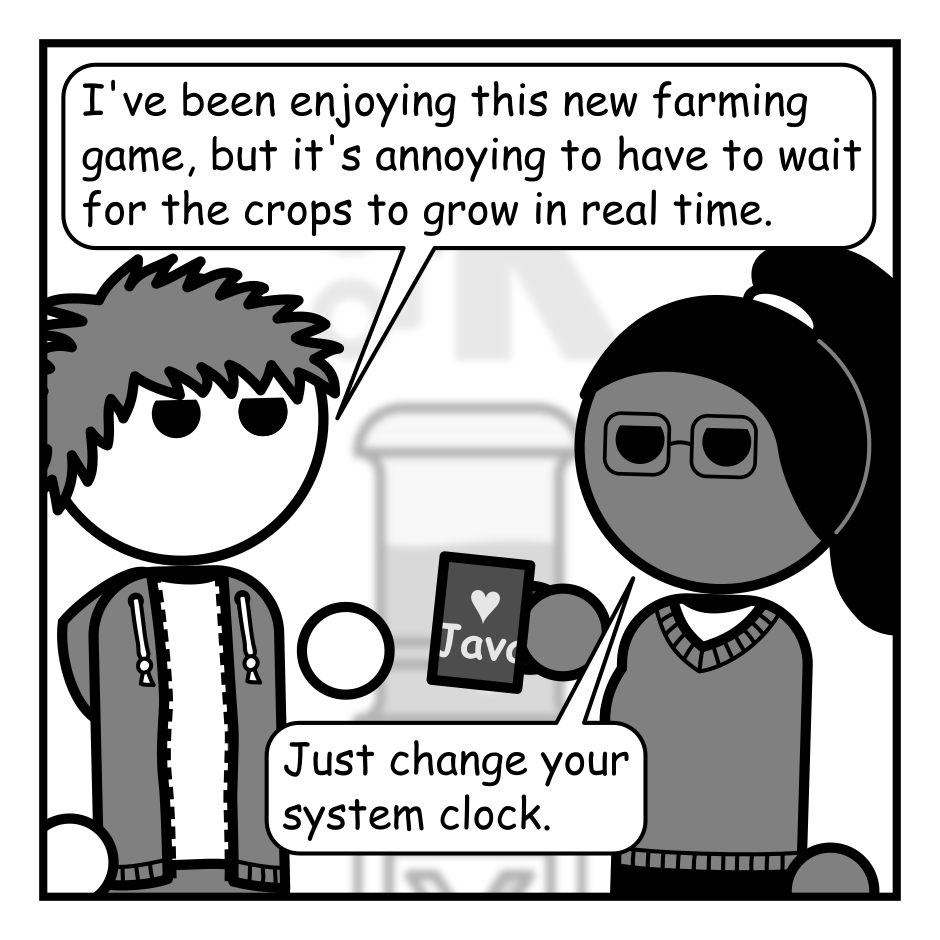 I've been enjoying this new farming
game, but it's annoying to have to wait
for the crops to grow in real time.
♥
Java
Just change your
system clock.